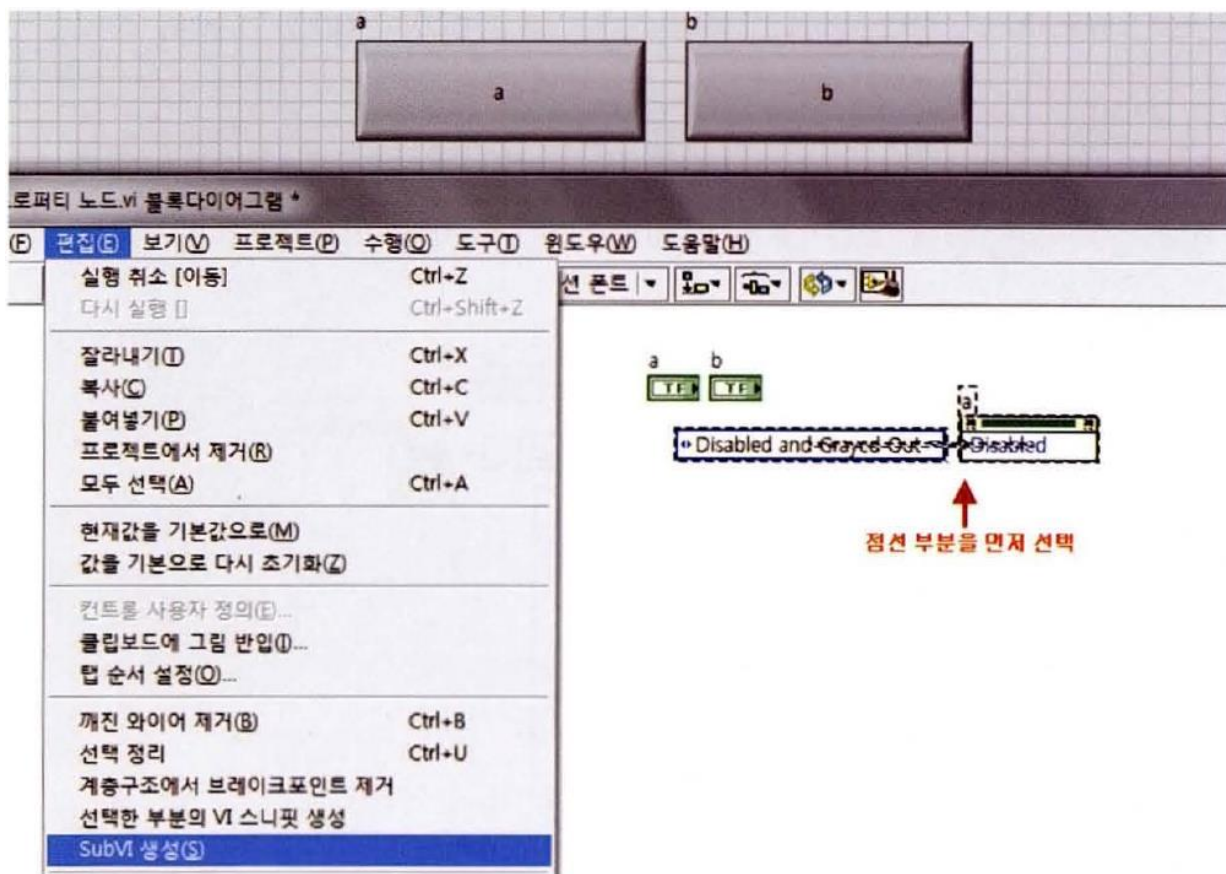 a
b
a
b
로퍼티 노드.vi 블록다이어그램 *
(F) 편집(E) 보기(V) 프로젝트(P) 수행(O) 도구(T) 윈도우(W) 도움말(H)
실행 취소 [이동] Ctrl+Z
다시 실행 [] Ctrl+Shift+Z
션 폰트
잘라내기(T) Ctrl+X
복사(C) Ctrl+C
붙여넣기(P) Ctrl+V
프로젝트에서 제거(R)
모두 선택(A) Ctrl+A
현재값을 기본값으로(M)
값을 기본으로 다시 초기화(Z)
컨트롤 사용자 정의(E)...
클립보드에 그림 반입(I)...
탭 순서 설정(O)...
깨진 와이어 제거(B) Ctrl+B
선택 정리 Ctrl+U
계층구조에서 브레이크포인트 제거
선택한 부분의 VI 스니핏 생성
SubVI 생성(S)
a b
TF TF
a
Disabled and Grayed Out
Disabled
점선 부분을 먼저 선택